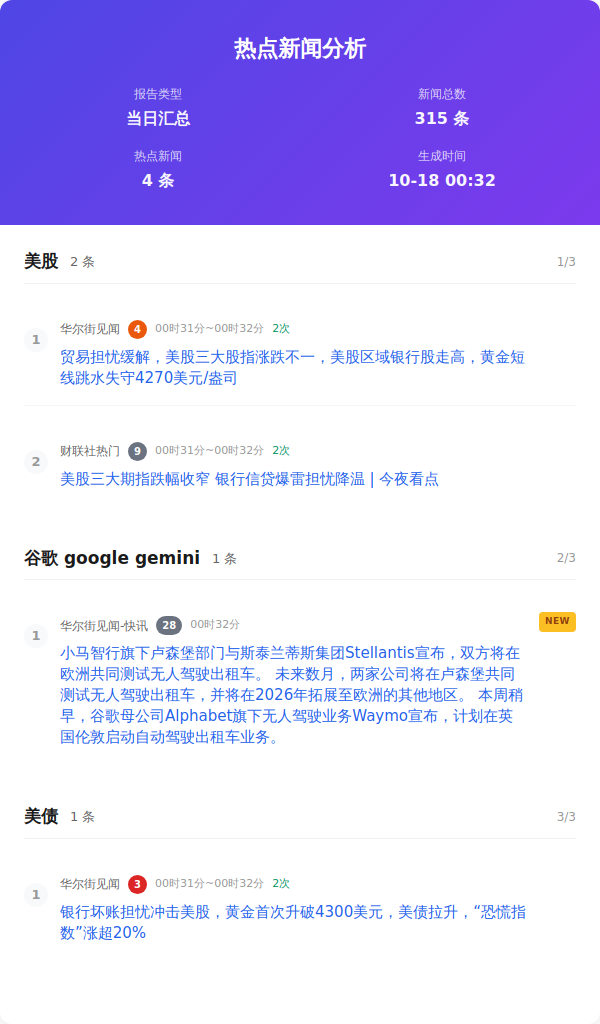 热点新闻分析
报告类型
新闻总数
当日汇总
315 条
热点新闻
生成时间
4 条
10-18 00:32
美股 2 条 1/3
1 华尔街见闻 4 00时31分~00时32分 2次
贸易担忧缓解，美股三大股指涨跌不一，美股区域银行股走高，黄金短
线跳水失守4270美元/盎司
2 财联社热门 9 00时31分~00时32分 2次
美股三大期指跌幅收窄 银行信贷爆雷担忧降温 | 今夜看点
谷歌 google gemini 1 条 2/3
1 华尔街见闻-快讯 28 00时32分 NEW
小马智行旗下卢森堡部门与斯泰兰蒂斯集团Stellantis宣布，双方将在
欧洲共同测试无人驾驶出租车。 未来数月，两家公司将在卢森堡共同
测试无人驾驶出租车，并将在2026年拓展至欧洲的其他地区。 本周稍
早，谷歌母公司Alphabet旗下无人驾驶业务Waymo宣布，计划在英
国伦敦启动自动驾驶出租车业务。
美债 1 条 3/3
1 华尔街见闻 3 00时31分~00时32分 2次
银行坏账担忧冲击美股，黄金首次升破4300美元，美债拉升，“恐慌指
数”涨超20%